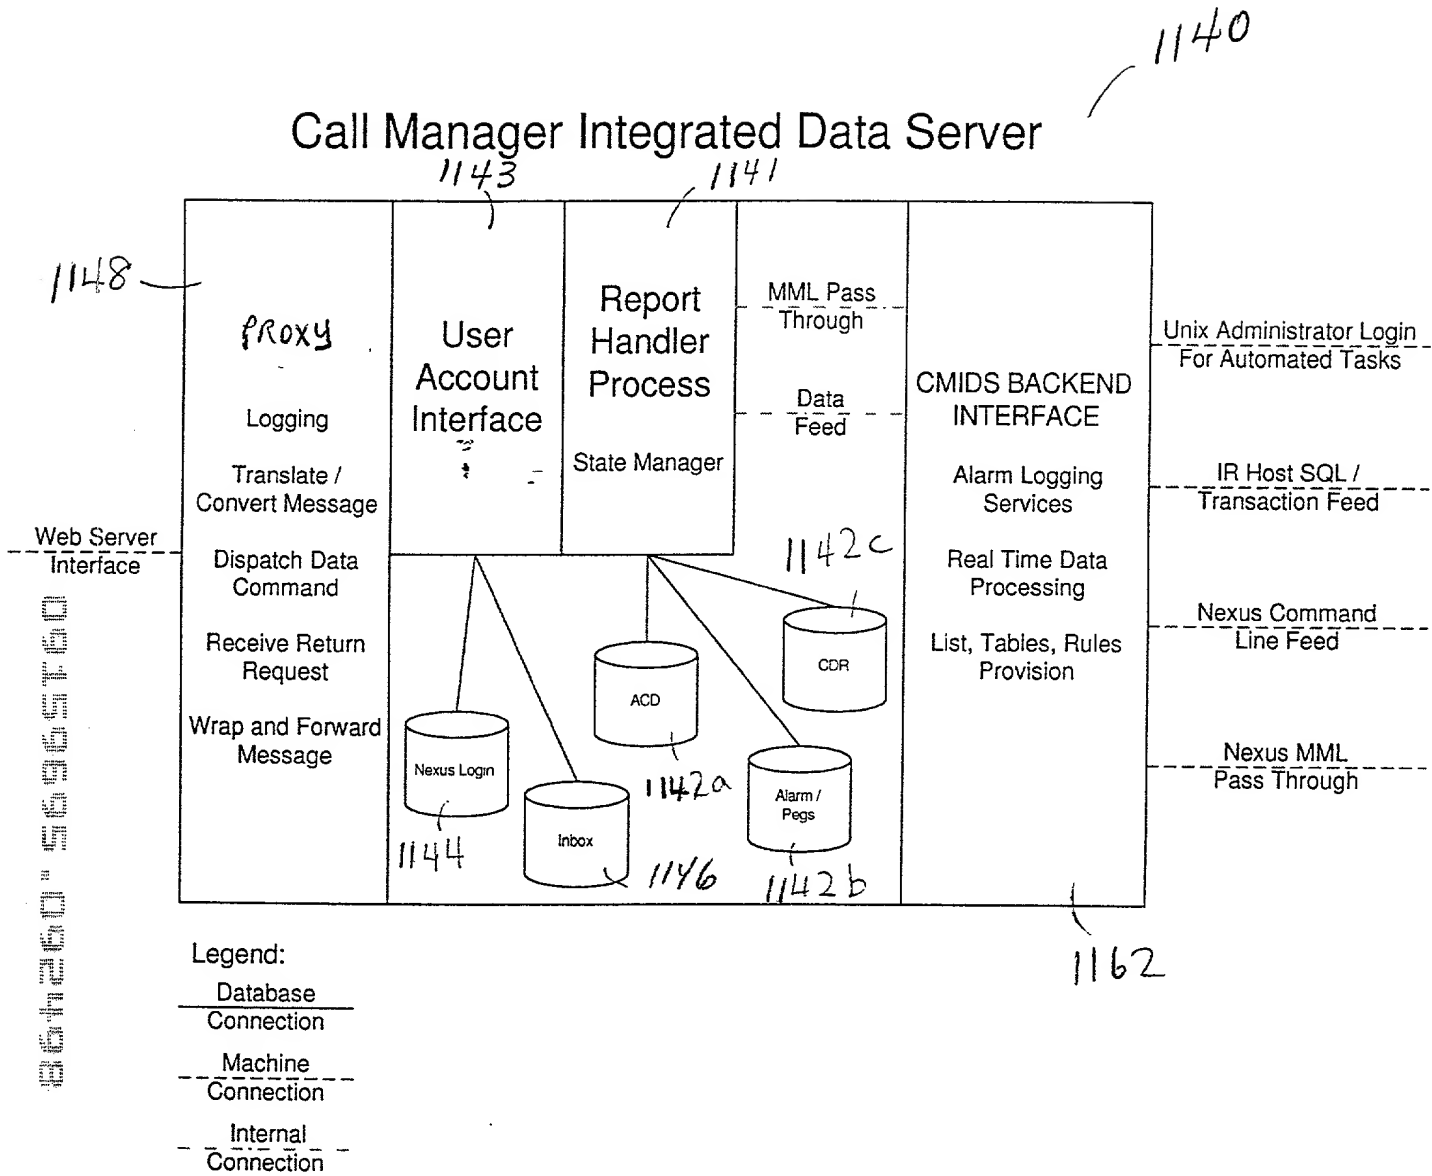 1140
Call Manager Integrated Data Server
1143
1141
1148
PROXY
Logging
Translate /
Convert Message
Dispatch Data
Command
Receive Return
Request
Wrap and Forward
Message
User
Account
Interface
Report
Handler
Process
State Manager
MML Pass
Through
Data
Feed
CMIDS BACKEND
INTERFACE
Alarm Logging
Services
Real Time Data
Processing
List, Tables, Rules
Provision
Web Server
Interface
Unix Administrator Login
For Automated Tasks
IR Host SQL /
Transaction Feed
Nexus Command
Line Feed
Nexus MML
Pass Through
1142c
CDR
ACD
1142a
Nexus Login
1144
Inbox
1146
Alarm /
Pegs
1142b
1162
09159695.092498
Legend:
Database
Connection
Machine
Connection
Internal
Connection